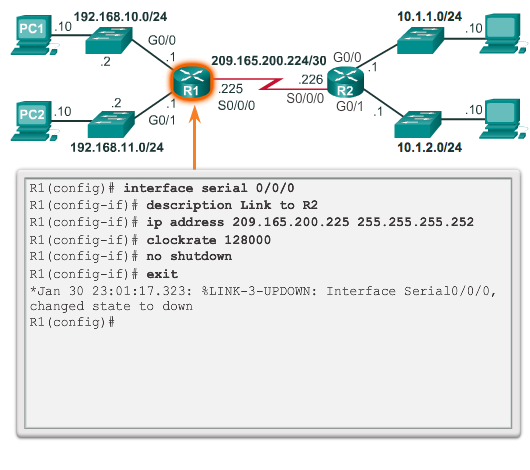 192.168.10.0/24
10.1.1.0/24
PC1
.10
G0/0
.2
.1
209.165.200.224/30
G0/0
.1
.10
R1
.225
S0/0/0
.226
S0/0/0
R2
PC2
.10
.2
.1
G0/1
G0/1
.1
.10
192.168.11.0/24
10.1.2.0/24
R1(config)# interface serial 0/0/0
R1(config-if)# description Link to R2
R1(config-if)# ip address 209.165.200.225 255.255.255.252
R1(config-if)# clockrate 128000
R1(config-if)# no shutdown
R1(config-if)# exit
*Jan 30 23:01:17.323: %LINK-3-UPDOWN: Interface Serial0/0/0,
changed state to down
R1(config)#